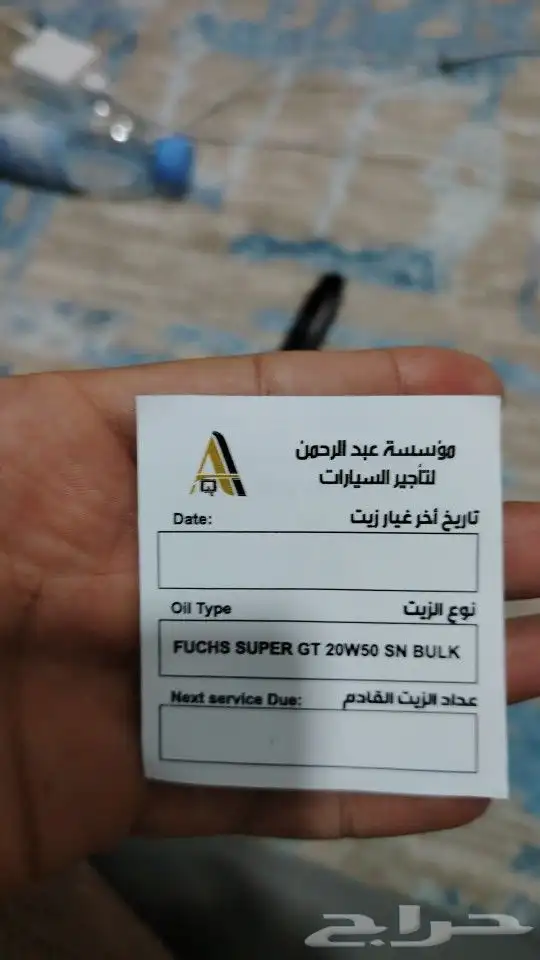 مؤسسة عبد الرحمن
لتأجير السيارات
Date: تاريخ أخر غيار زيت
Oil Type نوع الزيت
FUCHS SUPER GT 20W50 SN BULK
Next service Due: عداد الزيت القادم
حراج